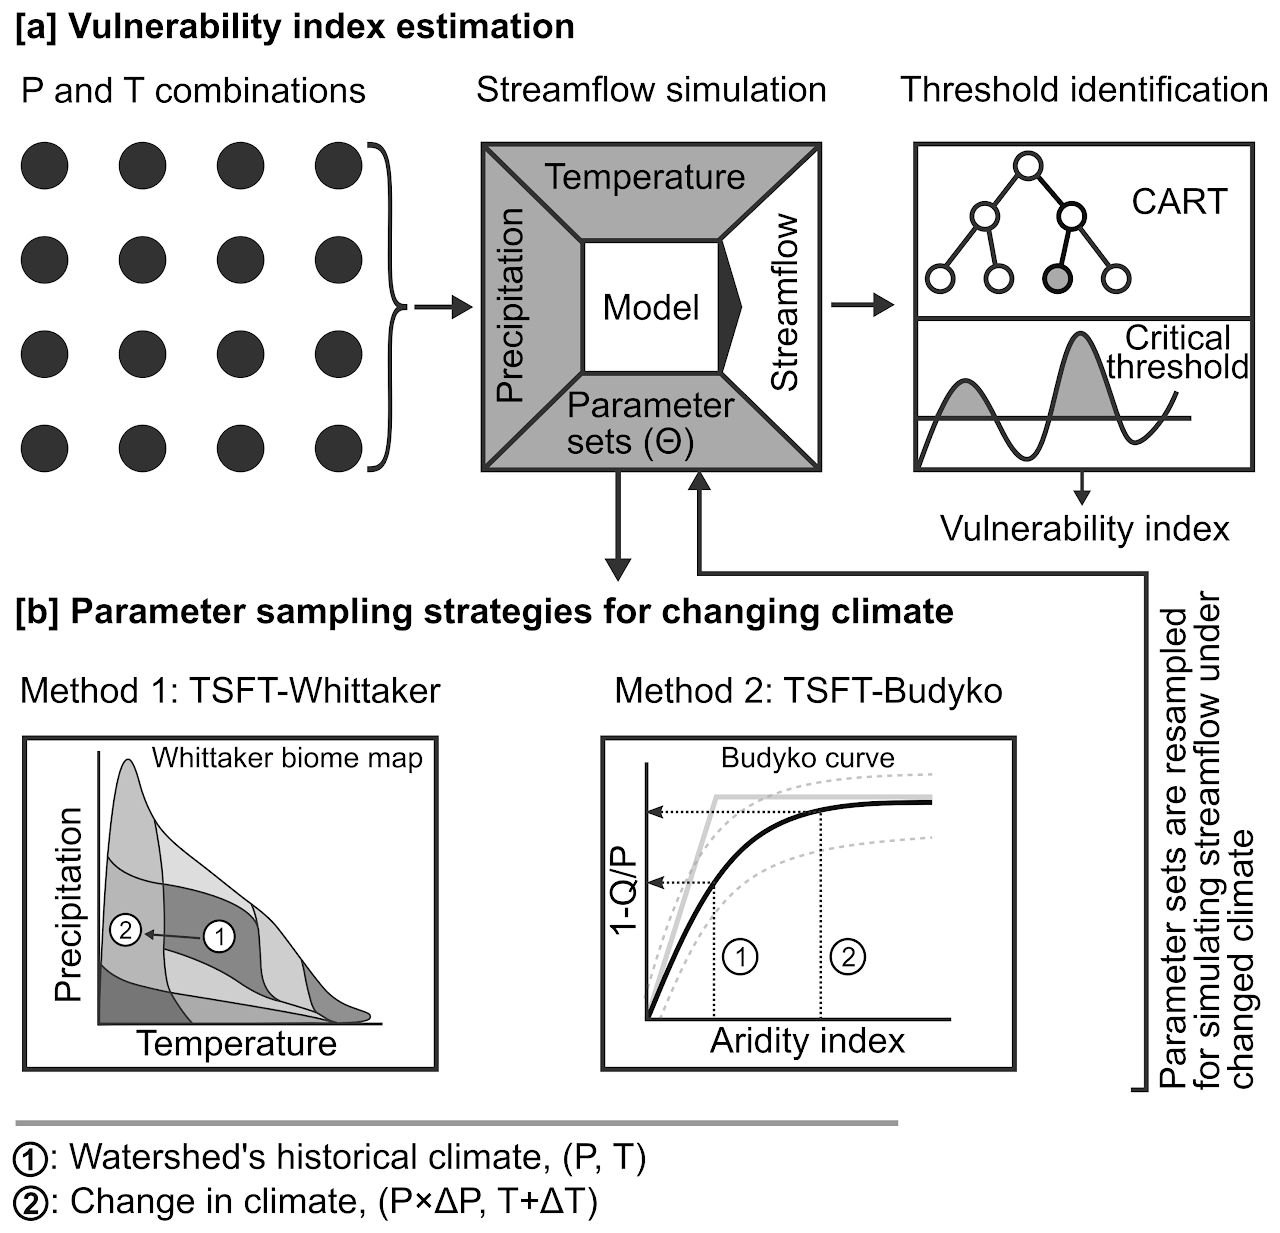 [a] Vulnerability index estimation
P and T combinations
Streamflow simulation
Threshold identification
Temperature
Precipitation
Model
Streamflow
Parameter
sets (Θ)
CART
Critical
threshold
Vulnerability index
[b] Parameter sampling strategies for changing climate
Method 1: TSFT-Whittaker
Whittaker biome map
Precipitation
2
1
Temperature
Method 2: TSFT-Budyko
Budyko curve
1-Q/P
1
2
Aridity index
Parameter sets are resampled
for simulating streamflow under
changed climate
①: Watershed's historical climate, (P, T)
②: Change in climate, (P×ΔP, T+ΔT)